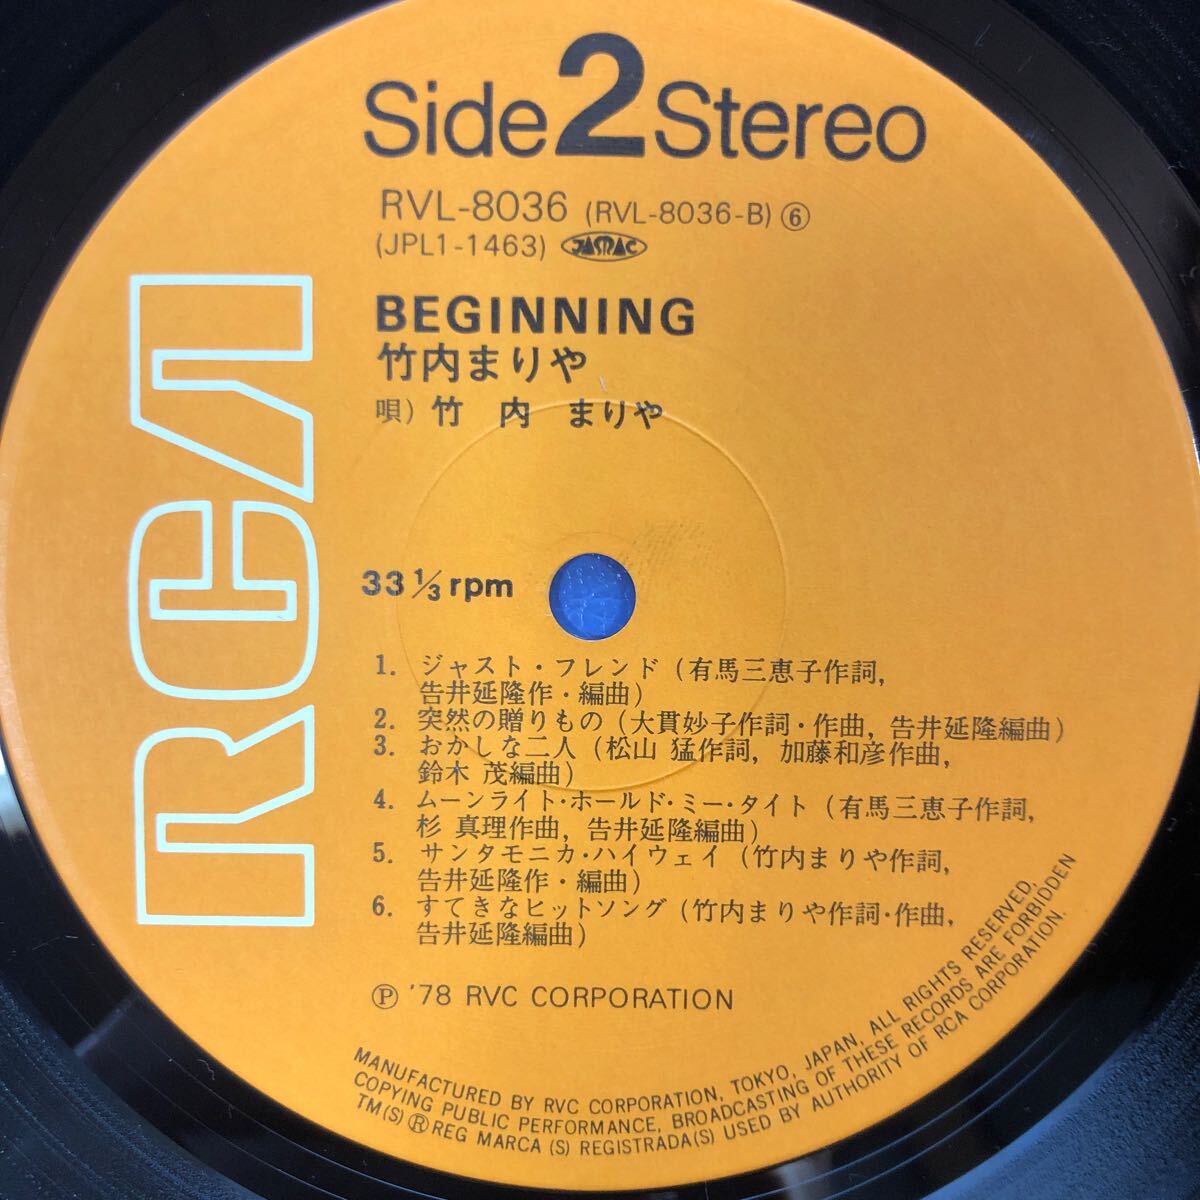 Side 2 Stereo
RVL-8036 (RVL-8036-B) ⑥
(JPL1-1463) JASRAC
BEGINNING
竹内まりや
唄) 竹 内 まりや
RCA
33 1/3 rpm
1. ジャスト・フレンド (有馬三恵子作詞,
告井延隆作・編曲)
2. 突然の贈りもの (大貫妙子作詞・作曲, 告井延隆編曲)
3. おかしな二人 (松山 猛作詞, 加藤和彦作曲,
鈴木 茂編曲)
4. ムーンライト・ホールド・ミー・タイト (有馬三恵子作詞,
杉 真理作曲, 告井延隆編曲)
5. サンタモニカ・ハイウェイ (竹内まりや作詞,
告井延隆作・編曲)
6. すてきなヒットソング (竹内まりや作詞・作曲,
告井延隆編曲)
Ⓟ '78 RVC CORPORATION
MANUFACTURED BY RVC CORPORATION, TOKYO, JAPAN, ALL RIGHTS RESERVED,
COPYING PUBLIC PERFORMANCE, BROADCASTING OF THESE RECORDS ARE FORBIDDEN
TM(S) ® REG MARCA (S) REGISTRADA(S) USED BY AUTHORITY OF RCA CORPORATION.